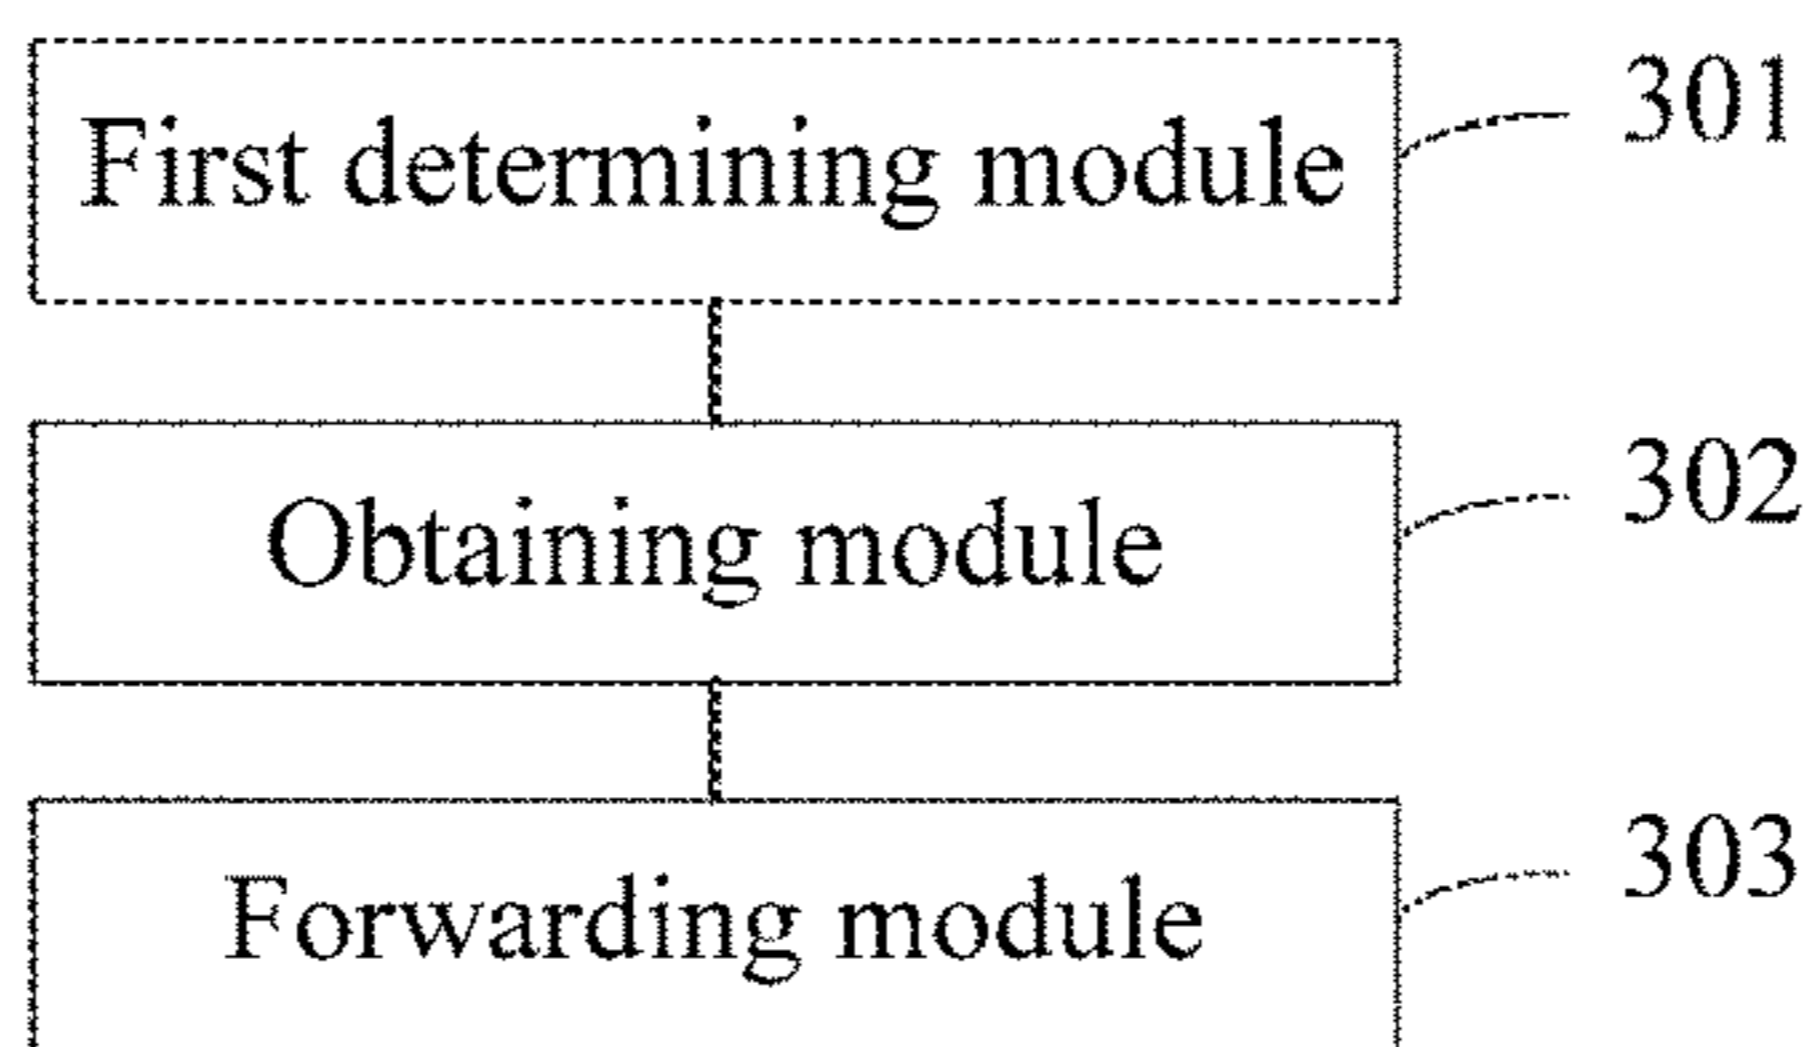 First determining module 301
Obtaining module 302
Forwarding module 303